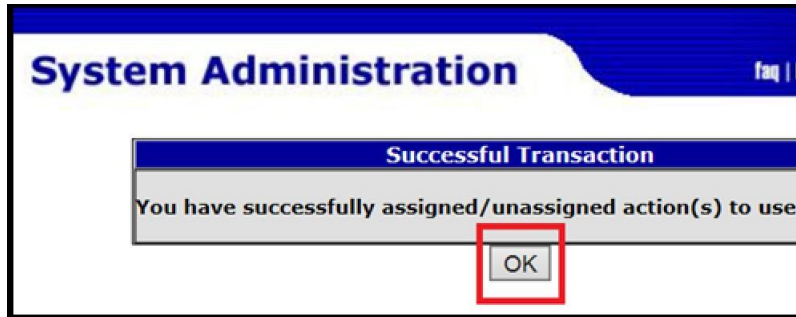 System Administration
faq |
Successful Transaction
You have successfully assigned/unassigned action(s) to use
OK